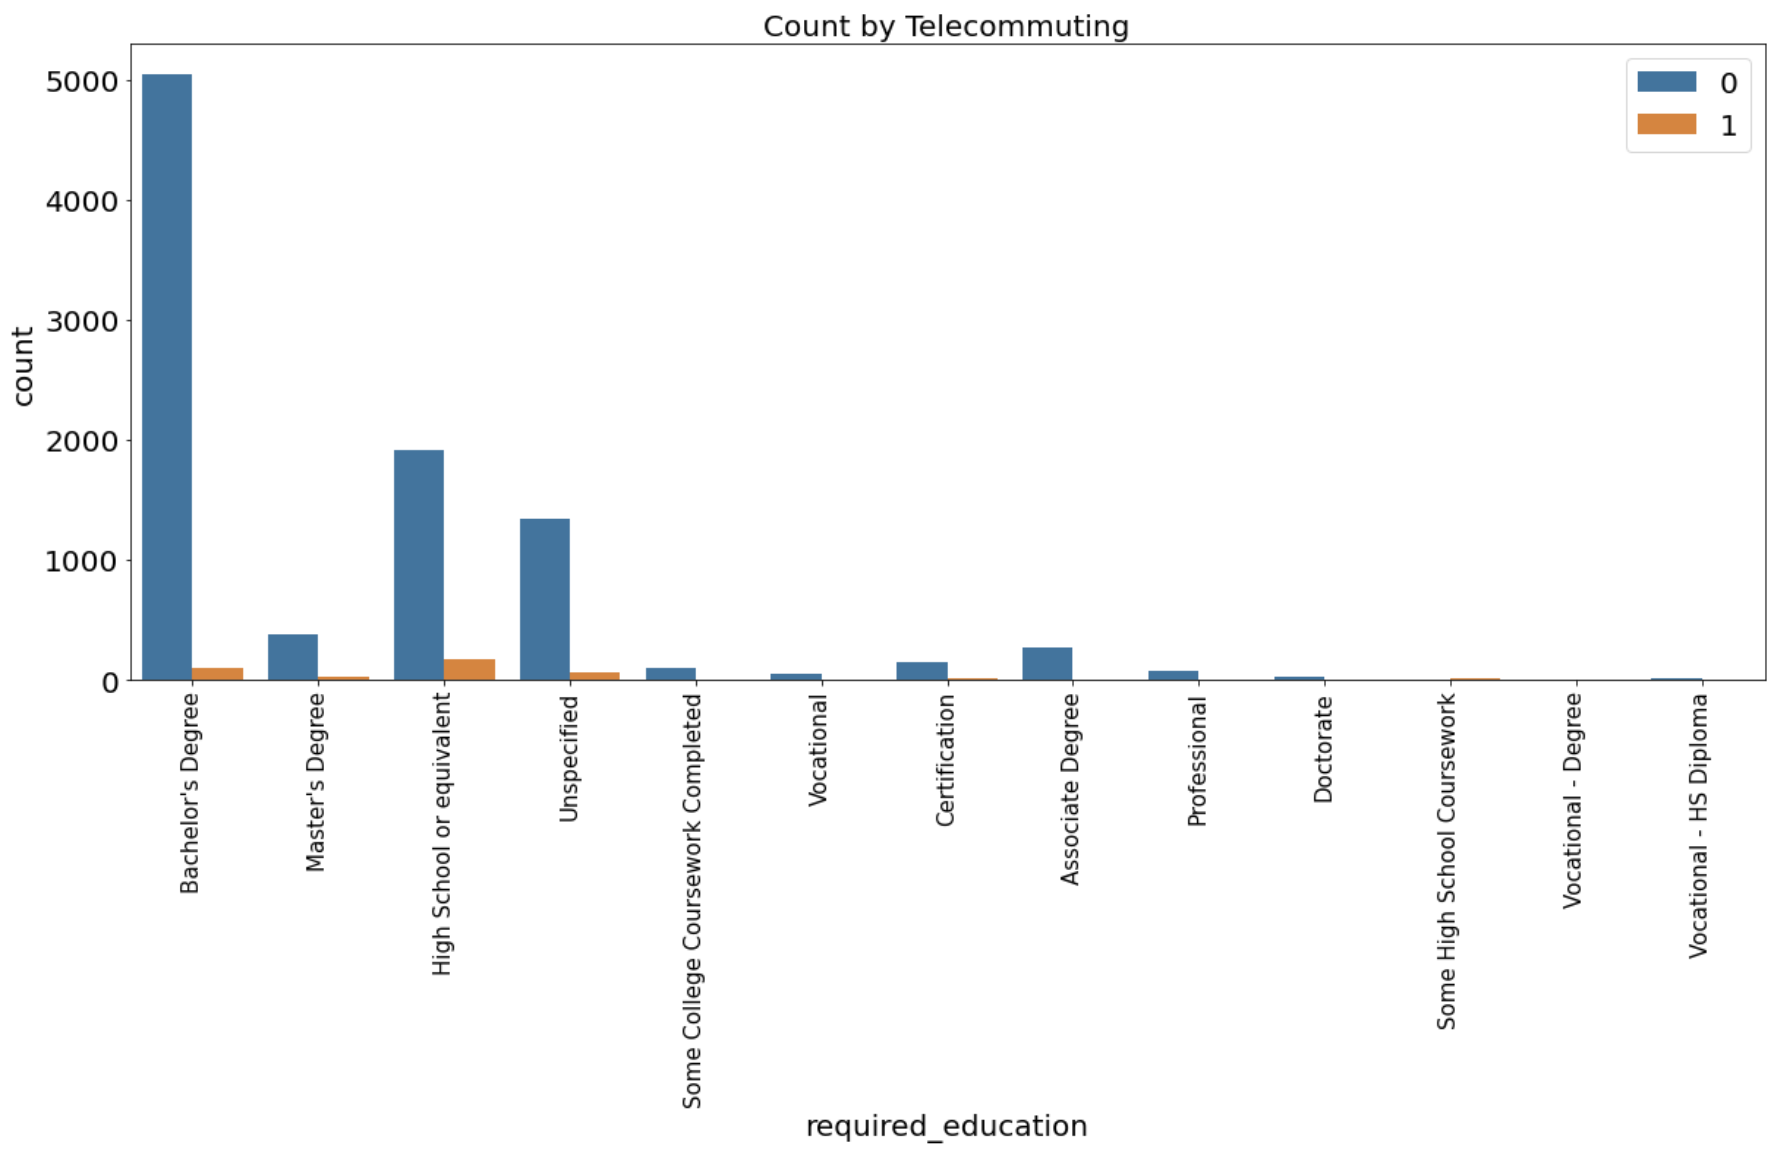 Count by Telecommuting
0
1
count
5000
4000
3000
2000
1000
0
Bachelor's Degree
Master's Degree
High School or equivalent
Unspecified
Some College Coursework Completed
Vocational
Certification
Associate Degree
Professional
Doctorate
Some High School Coursework
Vocational - Degree
Vocational - HS Diploma
required_education